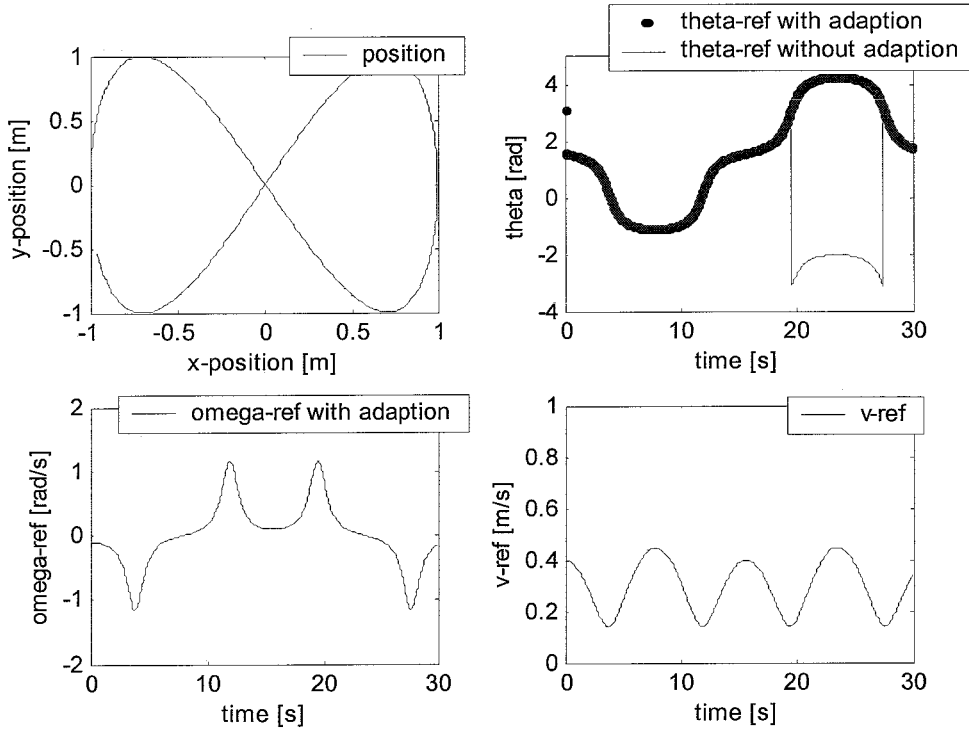 position
1
0.5
0
-0.5
-1
y-position [m]
-1
-0.5
0
0.5
1
x-position [m]
theta-ref with adaption
theta-ref without adaption
4
2
0
-2
-4
theta [rad]
0
10
20
30
time [s]
omega-ref with adaption
2
1
0
-1
-2
omega-ref [rad/s]
0
10
20
30
time [s]
v-ref
1
0.8
0.6
0.4
0.2
0
v-ref [m/s]
0
10
20
30
time [s]